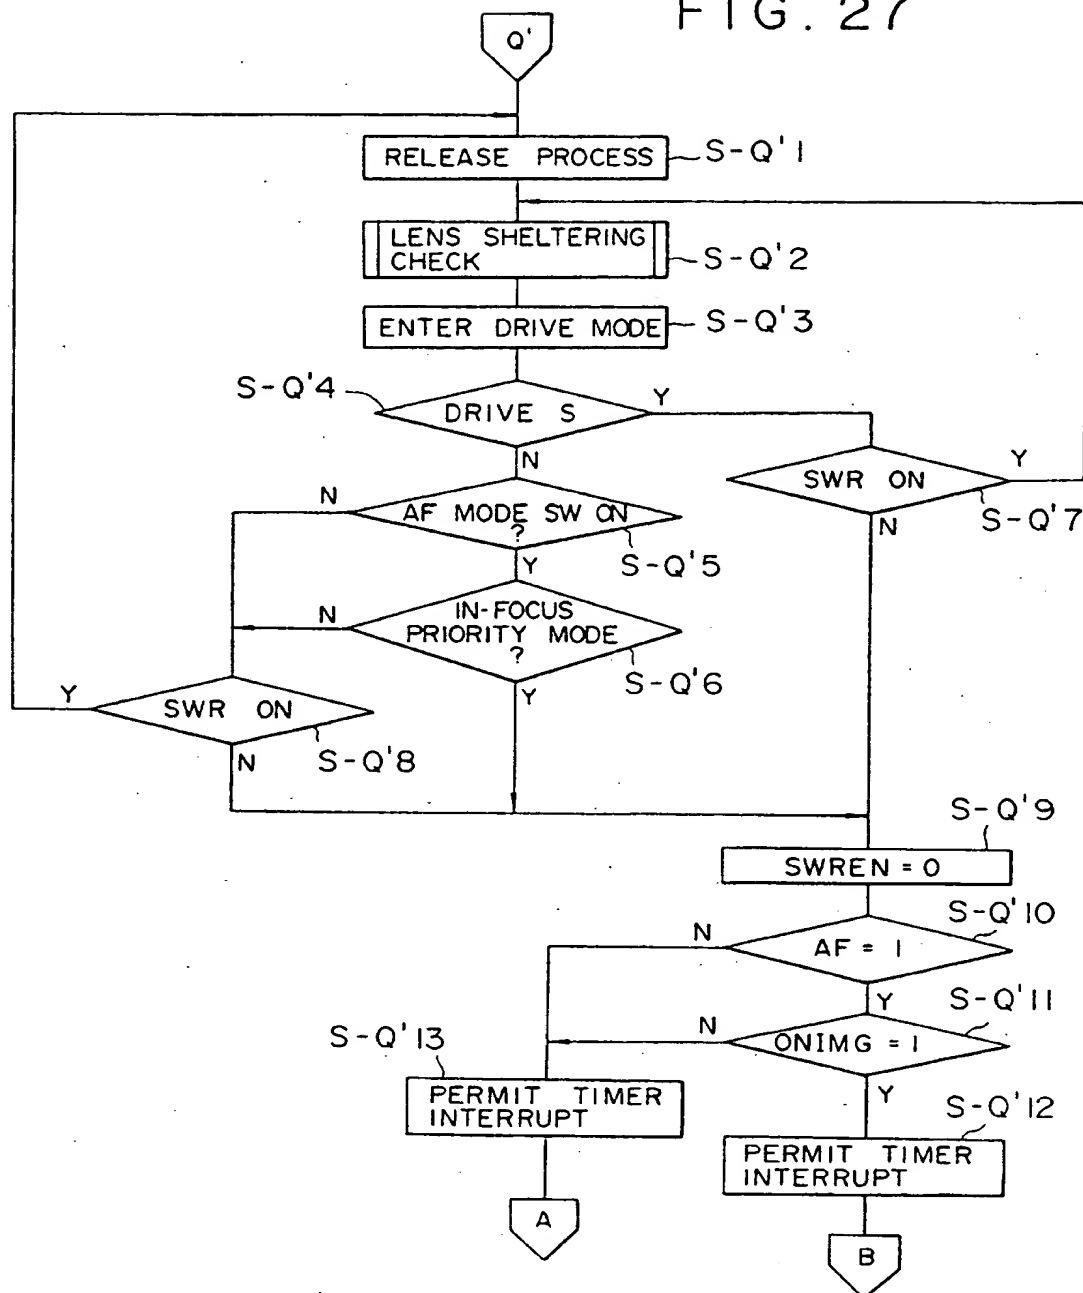 FIG. 27
Q'
RELEASE PROCESS
S-Q'1
LENS SHELTERING
CHECK
S-Q'2
ENTER DRIVE MODE
S-Q'3
S-Q'4
DRIVE S
Y
N
SWR ON
Y
S-Q'7
N
N
AF MODE SW ON
?
S-Q'5
Y
N
IN-FOCUS
PRIORITY MODE
?
S-Q'6
Y
Y
SWR ON
S-Q'8
N
S-Q'9
SWREN = 0
S-Q'10
N
AF = 1
Y
S-Q'11
N
ONIMG = 1
Y
S-Q'13
PERMIT TIMER
INTERRUPT
S-Q'12
PERMIT TIMER
INTERRUPT
A
B